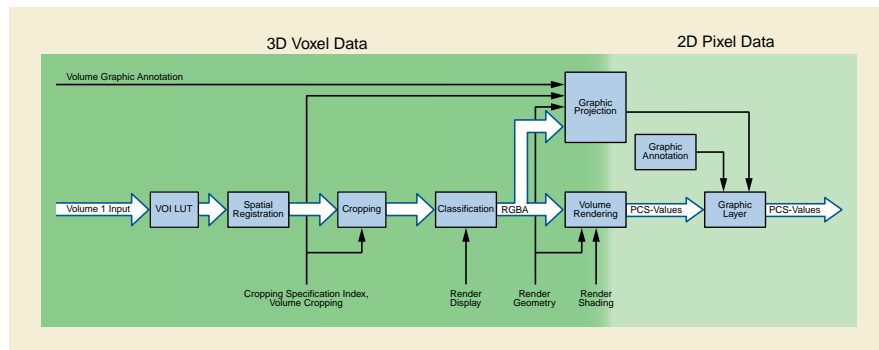 3D Voxel Data
2D Pixel Data
Volume Graphic Annotation
Graphic
Projection
Graphic
Annotation
Volume 1 Input
VOI LUT
Spatial
Registration
Cropping
Classification
RGBA
Volume
Rendering
PCS-Values
Graphic
Layer
PCS-Values
Cropping Specification Index,
Volume Cropping
Render
Display
Render
Geometry
Render
Shading